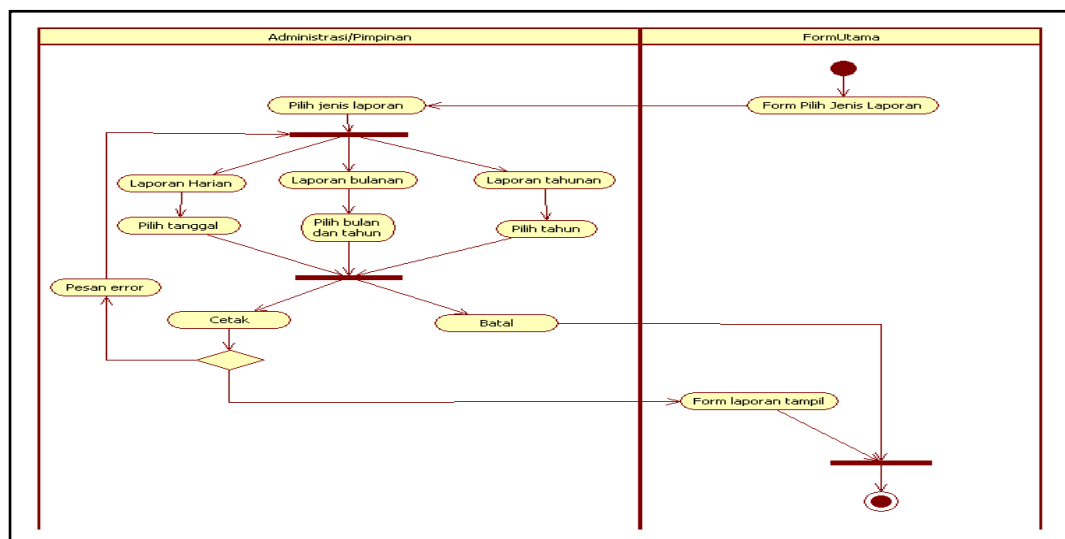 Administrasi/Pimpinan
FormUtama
Pilih jenis laporan
Form Pilih Jenis Laporan
Laporan Harian
Laporan bulanan
Laporan tahunan
Pilih tanggal
Pilih bulan
dan tahun
Pilih tahun
Pesan error
Cetak
Batal
Form laporan tampil